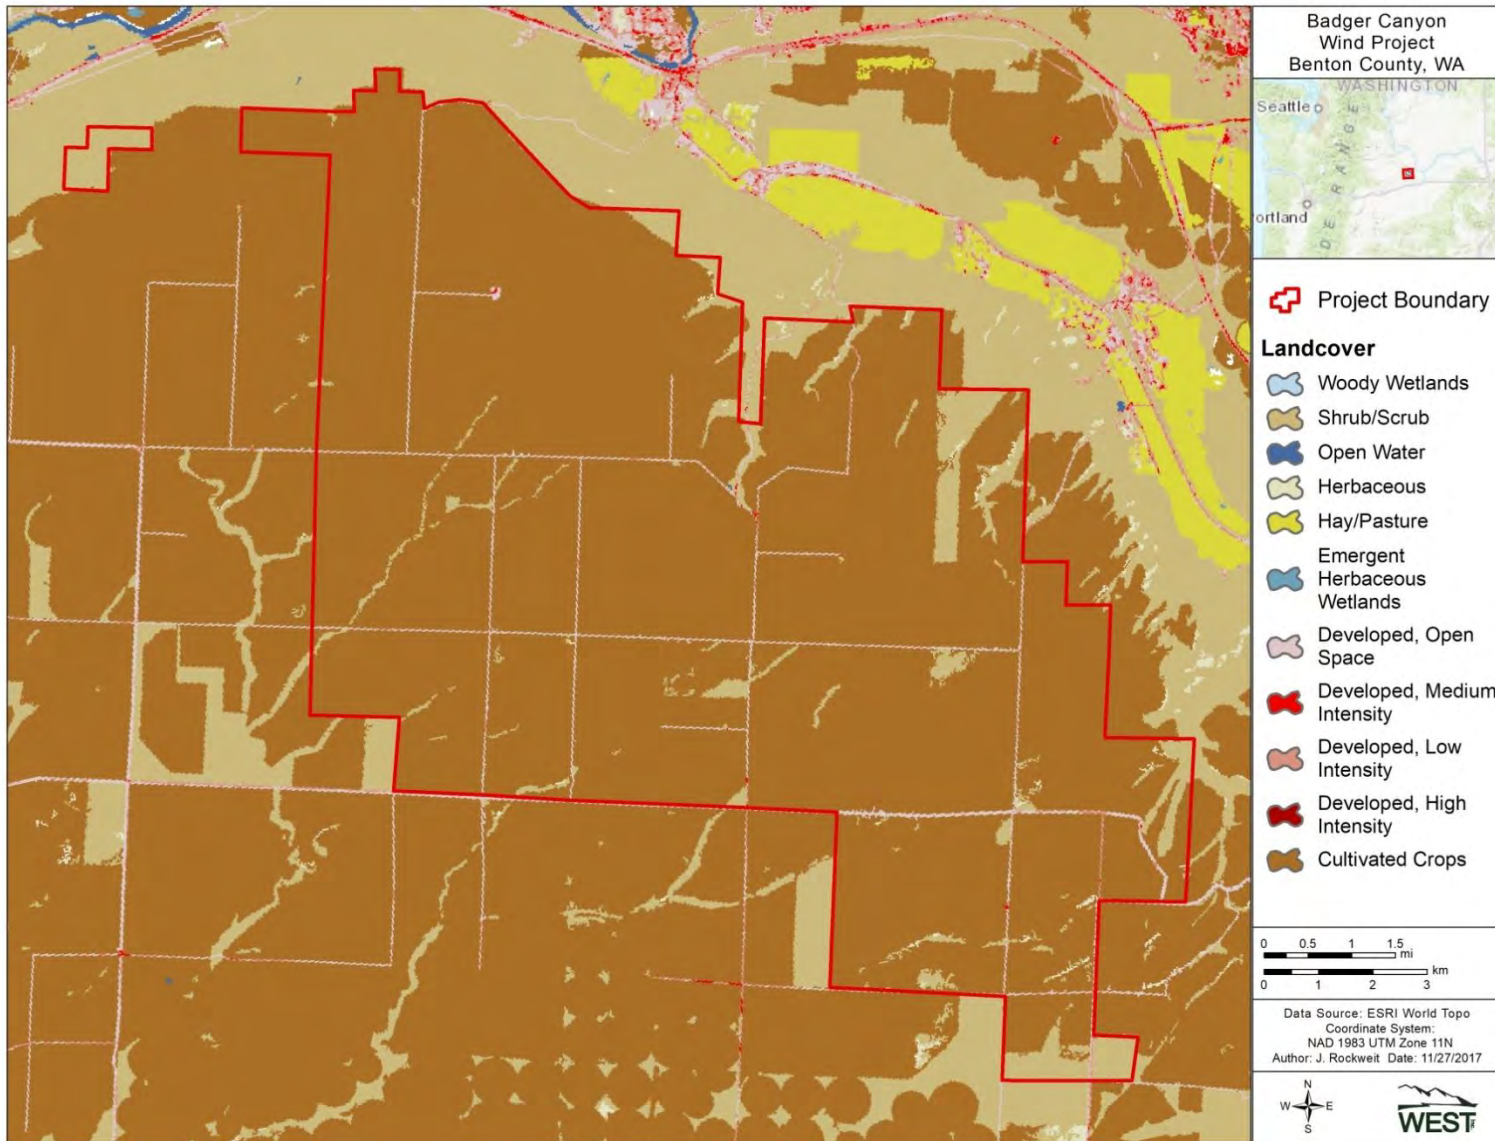 Badger Canyon
Wind Project
Benton County, WA
WASHINGTON
Seattle
DE RANGE
ortland
Project Boundary
Landcover
Woody Wetlands
Shrub/Scrub
Open Water
Herbaceous
Hay/Pasture
Emergent
Herbaceous
Wetlands
Developed, Open
Space
Developed, Medium
Intensity
Developed, Low
Intensity
Developed, High
Intensity
Cultivated Crops
0 0.5 1 1.5
mi
km
0 1 2 3
Data Source: ESRI World Topo
Coordinate System:
NAD 1983 UTM Zone 11N
Author: J. Rockweit Date: 11/27/2017
N
W E
S
WEST